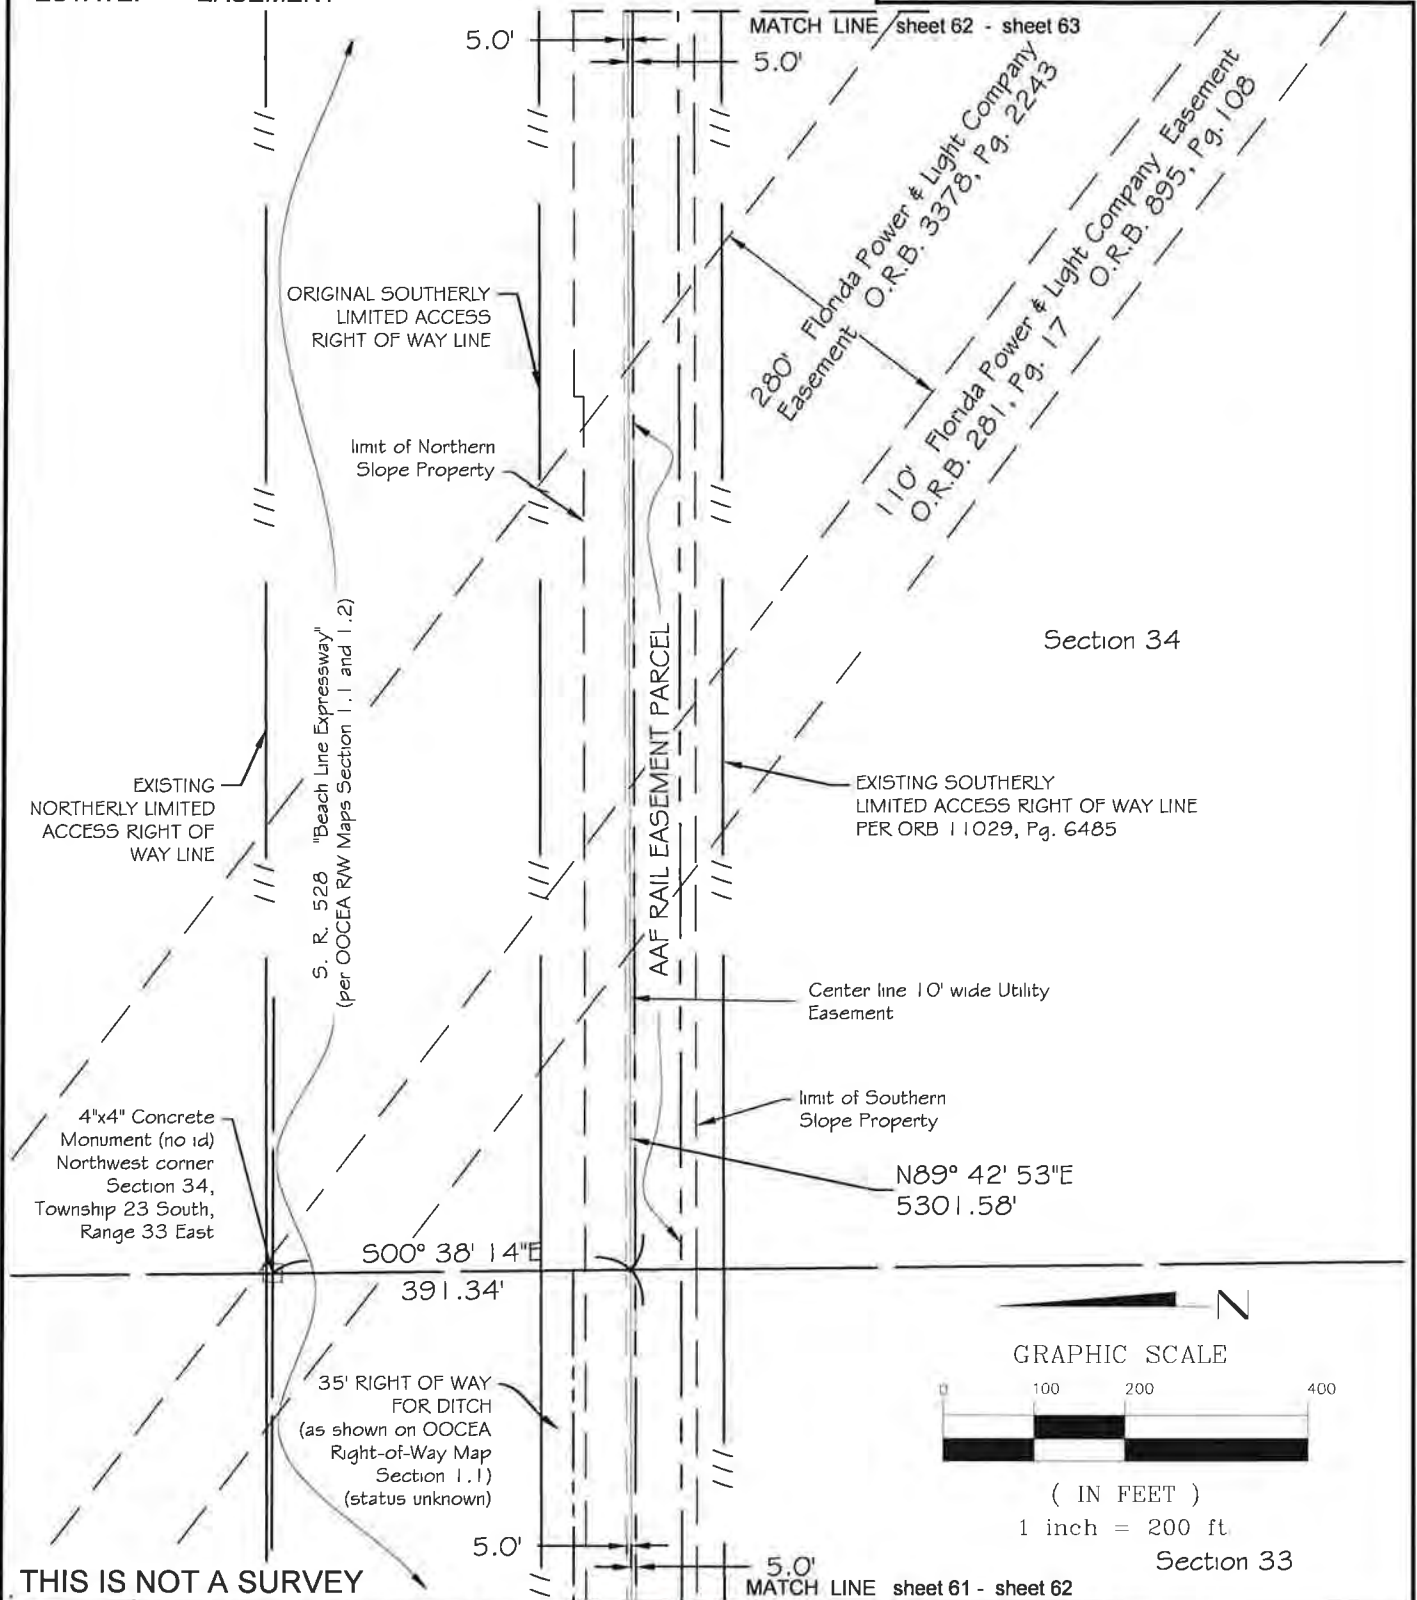 MATCH LINE sheet 62 - sheet 63
5.0'
5.0'
280' Florida Power & Light Company
Easement O.R.B. 3378, Pg. 2243
110' Florida Power & Light Company Easement
O.R.B. 281, Pg. 17 O.R.B. 895, Pg. 108
ORIGINAL SOUTHERLY
LIMITED ACCESS
RIGHT OF WAY LINE
limit of Northern
Slope Property
S. R. 528 "Beach Line Expressway"
(per OOCEA R/W Maps Section 1.1 and 1.2)
AAF RAIL EASEMENT PARCEL
Section 34
EXISTING
NORTHERLY LIMITED
ACCESS RIGHT OF
WAY LINE
EXISTING SOUTHERLY
LIMITED ACCESS RIGHT OF WAY LINE
PER ORB 11029, Pg. 6485
Center line 10' wide Utility
Easement
limit of Southern
Slope Property
4"x4" Concrete
Monument (no id)
Northwest corner
Section 34,
Township 23 South,
Range 33 East
N89° 42' 53"E
5301.58'
S00° 38' 14"E
391.34'
N
GRAPHIC SCALE
0 100 200 400
( IN FEET )
1 inch = 200 ft.
35' RIGHT OF WAY
FOR DITCH
(as shown on OOCEA
Right-of-Way Map
Section 1.1)
(status unknown)
Section 33
5.0'
5.0'
THIS IS NOT A SURVEY
MATCH LINE sheet 61 - sheet 62